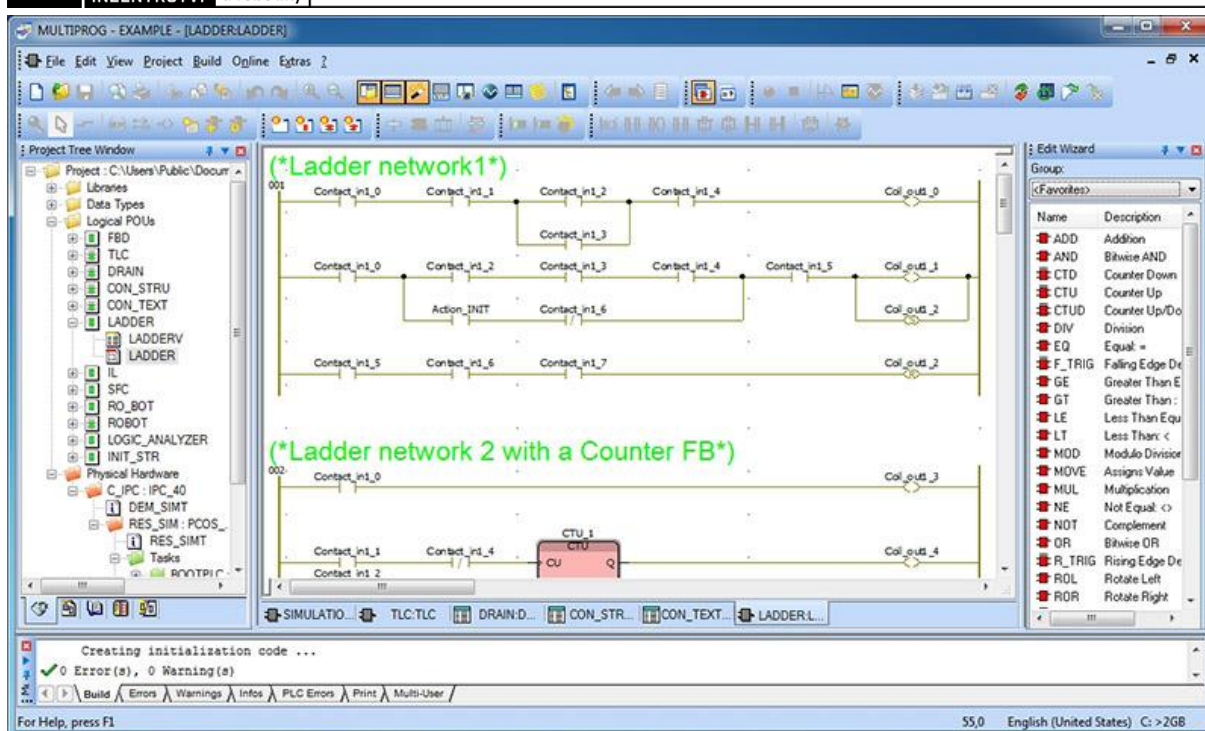 MULTIPROG - EXAMPLE - [LADDER:LADDER]
File Edit View Project Build Online Extras ?
Project Tree Window
Project : C:\Users\Public\Docum
Libraries
Data Types
Logical POUs
FBD
TLC
DRAIN
CON_STRU
CON_TEXT
LADDER
LADDERV
LADDER
IL
SFC
RO_BOT
ROBOT
LOGIC_ANALYZER
INIT_STR
Physical Hardware
C_IPC : IPC_40
DEM_SIMT
RES_SIM : PCOS_
RES_SIMT
Tasks
(*Ladder network1*)
001
Contact_in1_0 Contact_in1_1 Contact_in1_2 Contact_in1_4 Coil_out1_0
Contact_in1_3
Contact_in1_0 Contact_in1_2 Contact_in1_3 Contact_in1_4 Contact_in1_5 Coil_out1_1
Action_INIT Contact_in1_6 Coil_out1_2
Contact_in1_5 Contact_in1_6 Contact_in1_7 Coil_out1_2
(*Ladder network 2 with a Counter FB*)
002
Contact_in1_0 Coil_out1_3
CTU_1
CTU
Contact_in1_1 Contact_in1_4 CU Q Coil_out1_4
Contact_in1_2
SIMULATIO... TLC:TLC DRAIN:D... CON_STR... CON_TEXT... LADDER:L...
Edit Wizard
Group:
<Favorites>
Name Description
ADD Addition
AND Bitwise AND
CTD Counter Down
CTU Counter Up
CTUD Counter Up/Do
DIV Division
EQ Equal: =
F_TRIG Falling Edge De
GE Greater Than E
GT Greater Than :
LE Less Than Equ
LT Less Than: <
MOD Modulo Division
MOVE Assigns Value
MUL Multiplication
NE Not Equal: <>
NOT Complement
OR Bitwise OR
R_TRIG Rising Edge De
ROL Rotate Left
ROR Rotate Right
Creating initialization code ...
0 Error(s), 0 Warning(s)
Build Errors Warnings Infos PLC Errors Print Multi-User
For Help, press F1 55,0 English (United States) C: >2GB